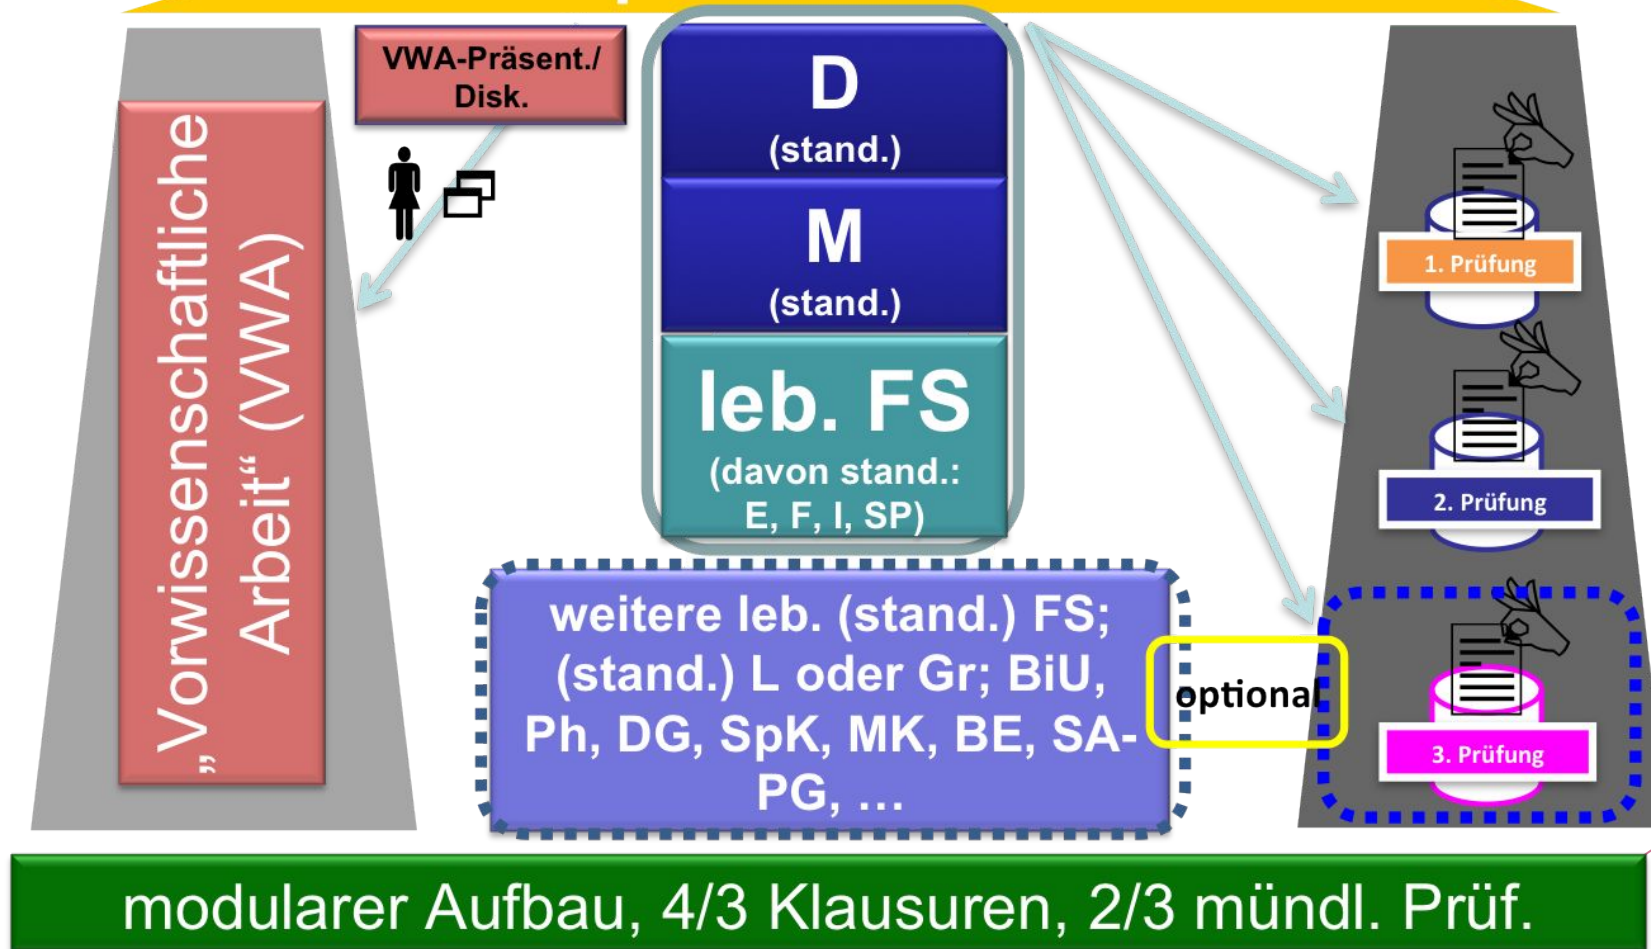 VWA-Präsent./
Disk.
„Vorwissenschaftliche
Arbeit“ (VWA)
D
(stand.)
M
(stand.)
leb. FS
(davon stand.:
E, F, I, SP)
weitere leb. (stand.) FS;
(stand.) L oder Gr; BiU,
Ph, DG, SpK, MK, BE, SA-
PG, ...
optional
1. Prüfung
2. Prüfung
3. Prüfung
modularer Aufbau, 4/3 Klausuren, 2/3 mündl. Prüf.